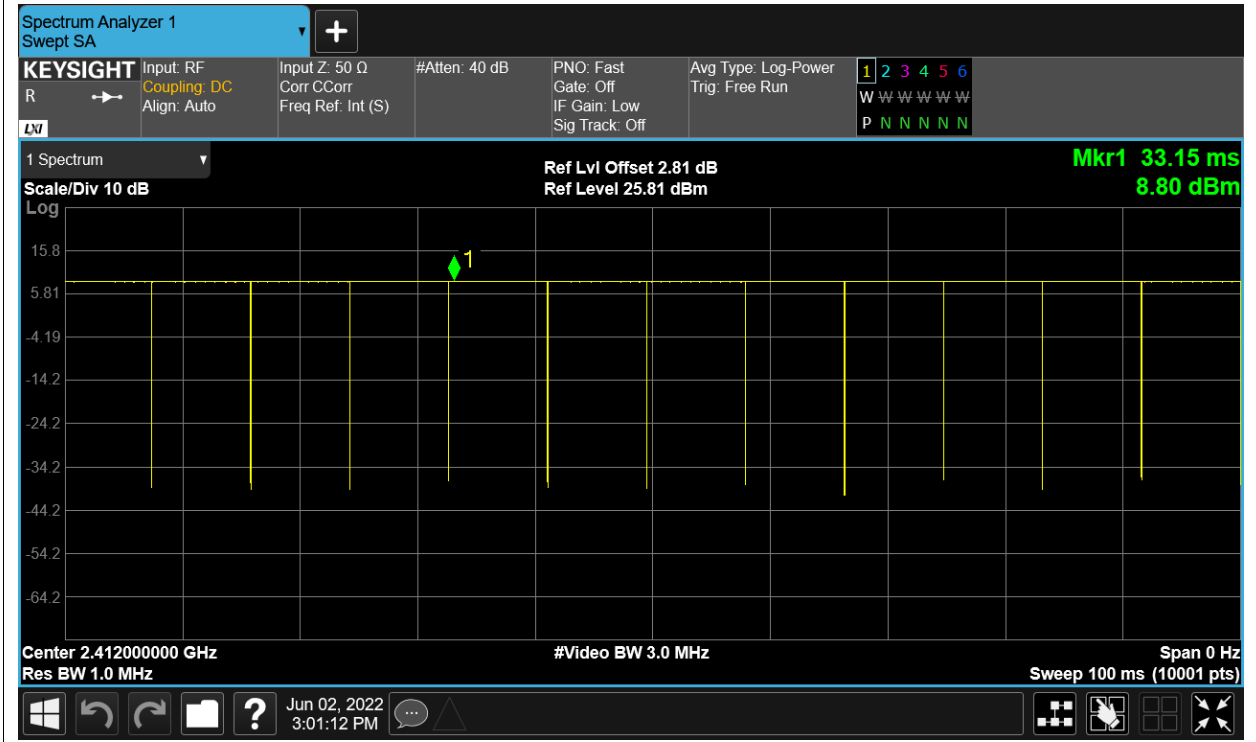 Spectrum Analyzer 1
Swept SA
+
KEYSIGHT
R
LXI
Input: RF
Coupling: DC
Align: Auto
Input Z: 50 Ω
Corr CCorr
Freq Ref: Int (S)
#Atten: 40 dB
PNO: Fast
Gate: Off
IF Gain: Low
Sig Track: Off
Avg Type: Log-Power
Trig: Free Run
1 2 3 4 5 6
W W W W W W
P N N N N N
1 Spectrum
Scale/Div 10 dB
Log
Ref Lvl Offset 2.81 dB
Ref Level 25.81 dBm
Mkr1 33.15 ms
8.80 dBm
15.8
1
5.81
-4.19
-14.2
-24.2
-34.2
-44.2
-54.2
-64.2
Center 2.412000000 GHz
Res BW 1.0 MHz
#Video BW 3.0 MHz
Span 0 Hz
Sweep 100 ms (10001 pts)
?
Jun 02, 2022
3:01:12 PM